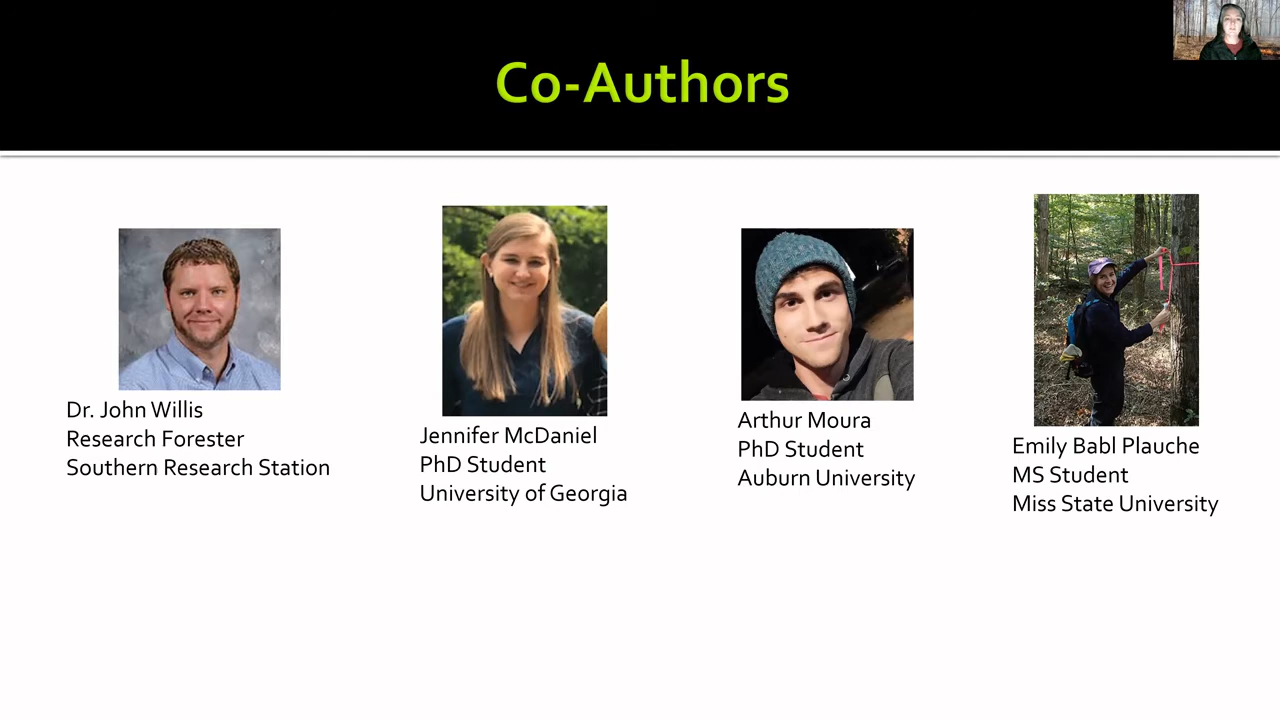 Co-Authors
Dr. John Willis
Research Forester
Southern Research Station
Jennifer McDaniel
PhD Student
University of Georgia
Arthur Moura
PhD Student
Auburn University
Emily Babl Plauche
MS Student
Miss State University